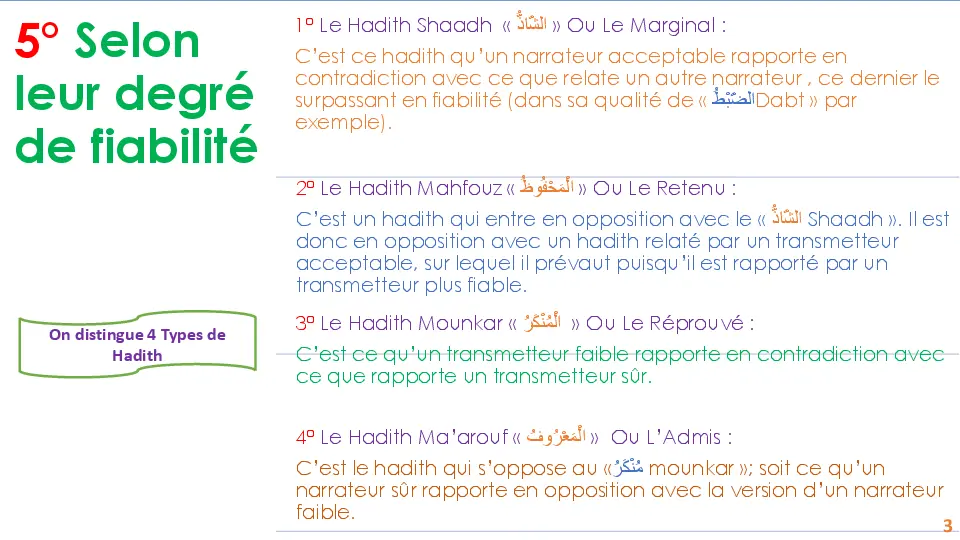 5° Selon
leur degré
de fiabilité
On distingue 4 Types de
Hadith
1° Le Hadith Shaadh « الشَّاذُّ » Ou Le Marginal :
C’est ce hadith qu’un narrateur acceptable rapporte en
contradiction avec ce que relate un autre narrateur , ce dernier le
surpassant en fiabilité (dans sa qualité de « الضَّبْطُ Dabt » par
exemple).
2° Le Hadith Mahfouz « الْمَحْفُوظُ » Ou Le Retenu :
C’est un hadith qui entre en opposition avec le « الشَّاذُّ Shaadh ». Il est
donc en opposition avec un hadith relaté par un transmetteur
acceptable, sur lequel il prévaut puisqu’il est rapporté par un
transmetteur plus fiable.
3° Le Hadith Mounkar « الْمُنْكَرُ » Ou Le Réprouvé :
C’est ce qu’un transmetteur faible rapporte en contradiction avec
ce que rapporte un transmetteur sûr.
4° Le Hadith Ma’arouf « الْمَعْرُوفُ » Ou L’Admis :
C’est le hadith qui s’oppose au « مُنْكَرُ mounkar »; soit ce qu’un
narrateur sûr rapporte en opposition avec la version d’un narrateur
faible.
3